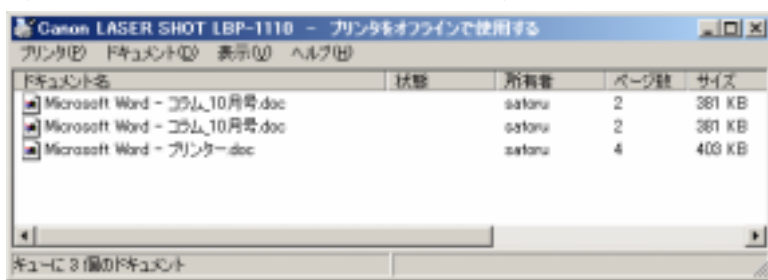 Canon LASER SHOT LBP-1110 - プリンタをオフラインで使用する
プリンタ(P) ドキュメント(D) 表示(V) ヘルプ(H)
ドキュメント名 状態 所有者 ページ数 サイズ
Microsoft Word - コラム_10月号.doc satoru 2 381 KB
Microsoft Word - コラム_10月号.doc satoru 2 381 KB
Microsoft Word - プリンター.doc satoru 4 403 KB
キューに 3 個のドキュメント